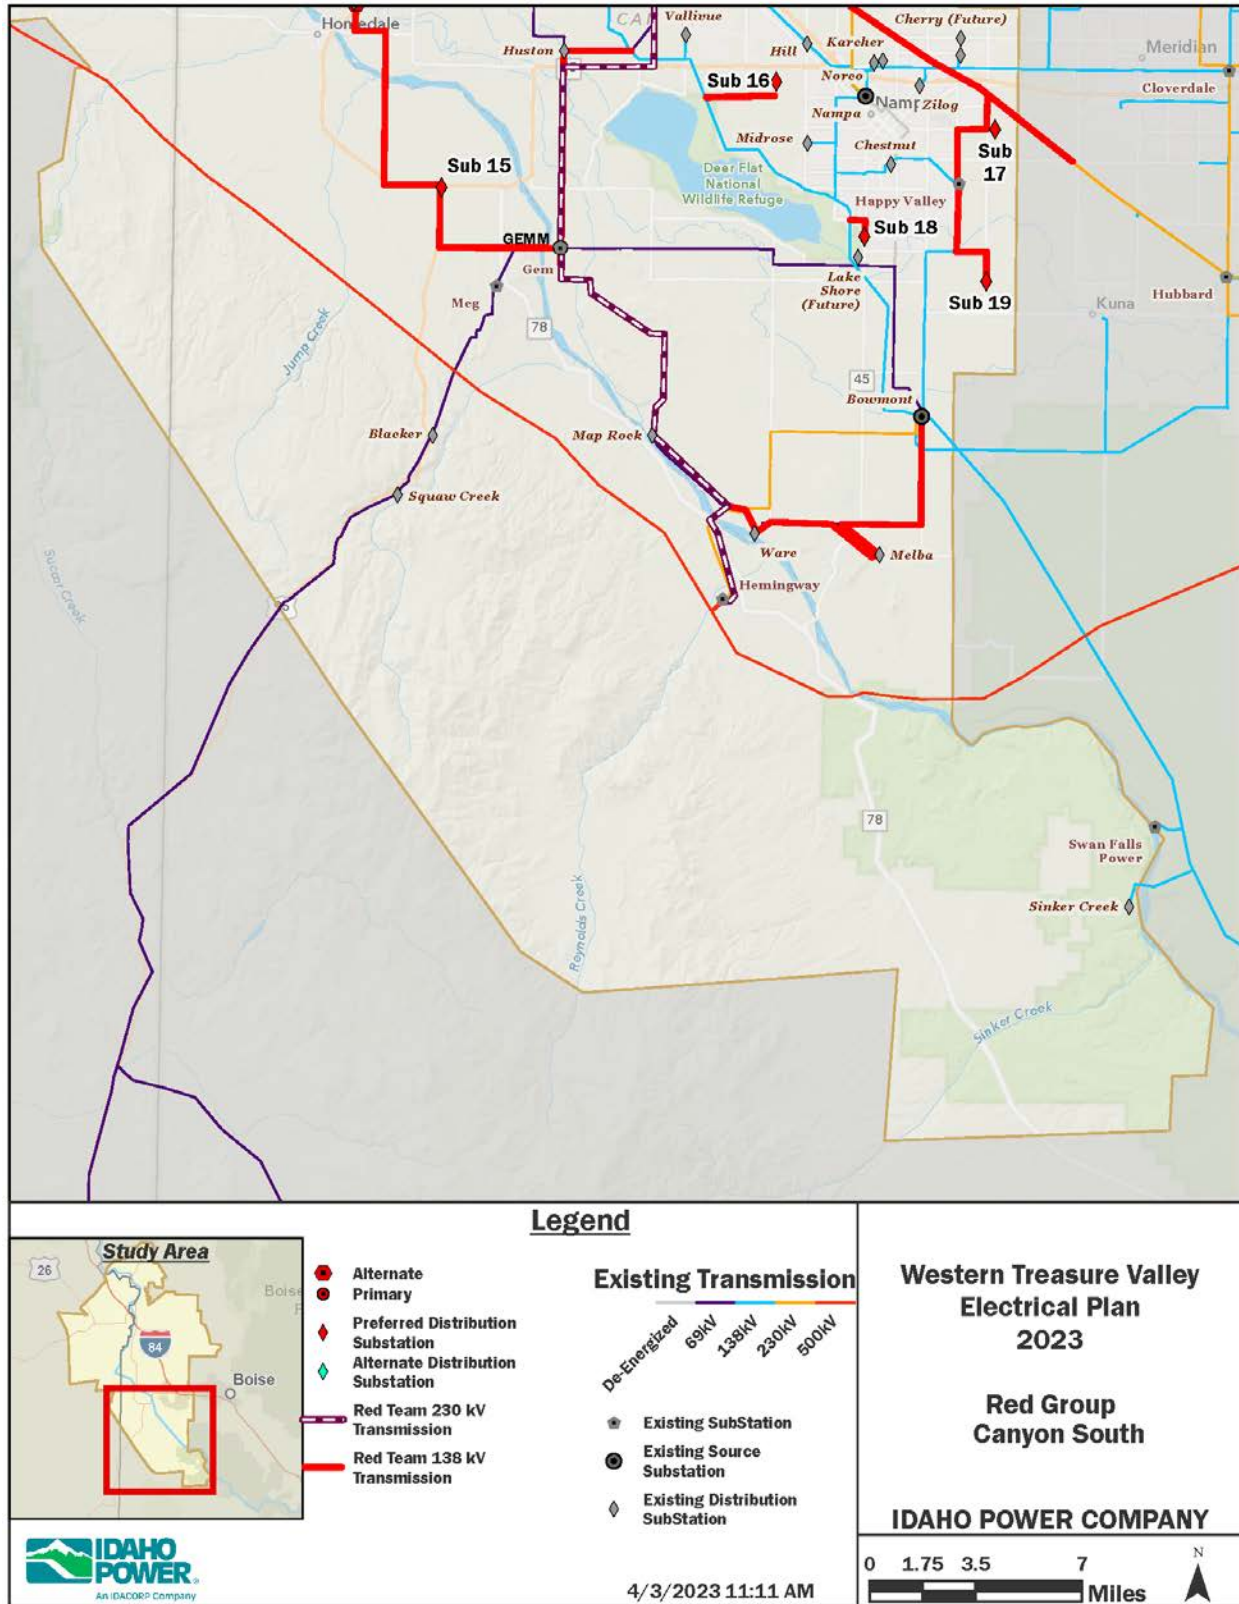 Homedale
CAL
Vallivue
Cherry (Future)
Huston
Hill
Karcher
Meridian
Sub 16
Norco
Nampa
Zilog
Cloverdale
Nampa
Midrose
Chestnut
Sub
17
Deer Flat
National
Wildlife Refuge
Sub 15
Happy Valley
GEMM
Sub 18
Gem
Lake
Shore
(Future)
Meg
Sub 19
Hubbard
Kuna
78
Jump Creek
45
Bowmont
Blacker
Map Rock
Squaw Creek
Ware
Melba
Succor Creek
Hemingway
78
Swan Falls
Power
Reynolds Creek
Sinker Creek
Sinker Creek
Legend
Study Area
26
84
Boise
Boise
Alternate
Primary
Preferred Distribution
Substation
Alternate Distribution
Substation
Red Team 230 kV
Transmission
Red Team 138 kV
Transmission
Existing Transmission
De-Energized
69kV
138kV
230kV
500kV
Existing SubStation
Existing Source
Substation
Existing Distribution
SubStation
Western Treasure Valley
Electrical Plan
2023
Red Group
Canyon South
IDAHO POWER COMPANY
0 1.75 3.5 7
Miles
N
IDAHO
POWER®
An IDACORP Company
4/3/2023 11:11 AM